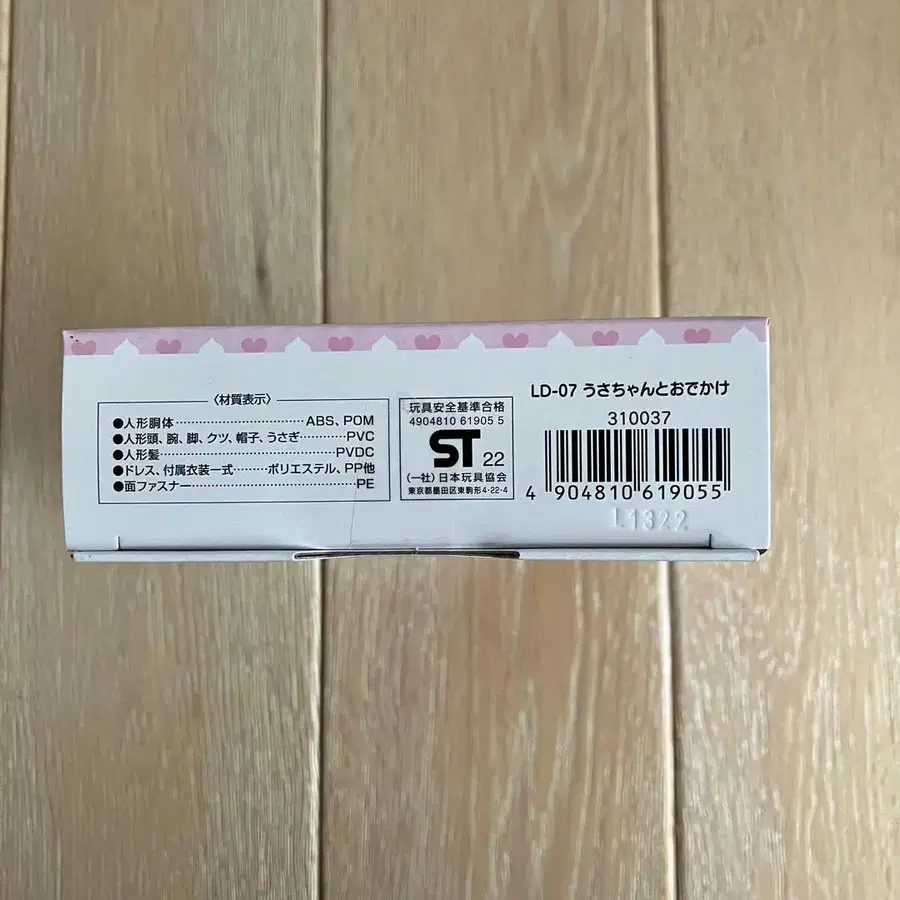 〈材質表示〉
●人形胴体………………………ABS、POM
●人形頭、腕、脚、クツ、帽子、うさぎ………PVC
●人形髪………………………PVDC
●ドレス、付属衣装一式………ポリエステル、PP他
●面ファスナー………………………PE
玩具安全基準合格
4904810 61905 5
ST 22
(一社)日本玩具協会
東京都墨田区東駒形4-22-4
LD-07 うさちゃんとおでかけ
310037
4 904810 619055
L1322